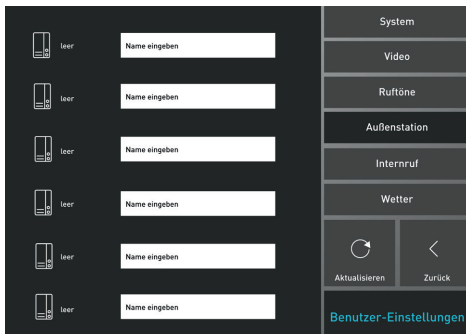 leer Name eingeben
leer Name eingeben
leer Name eingeben
leer Name eingeben
leer Name eingeben
leer Name eingeben
System
Video
Ruftöne
Außenstation
Internruf
Wetter
Aktualisieren Zurück
Benutzer-Einstellungen